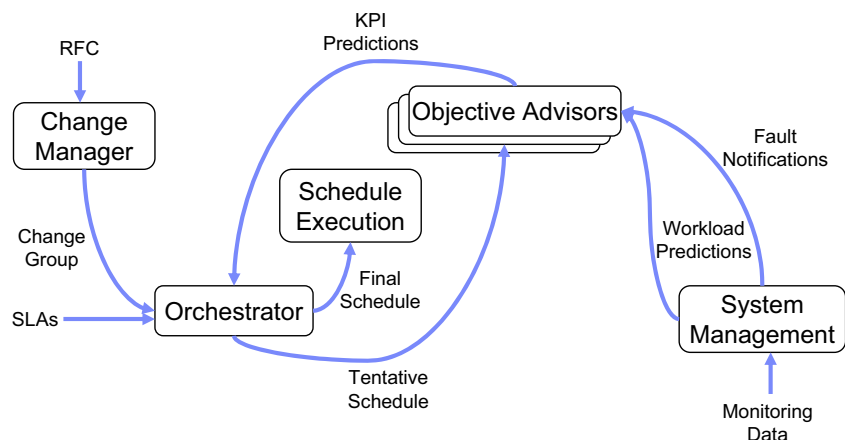 KPI
Predictions
RFC
Change
Manager
Objective Advisors
Fault
Notifications
Schedule
Execution
Workload
Predictions
Change
Group
Final
Schedule
SLAs
Orchestrator
System
Management
Tentative
Schedule
Monitoring
Data